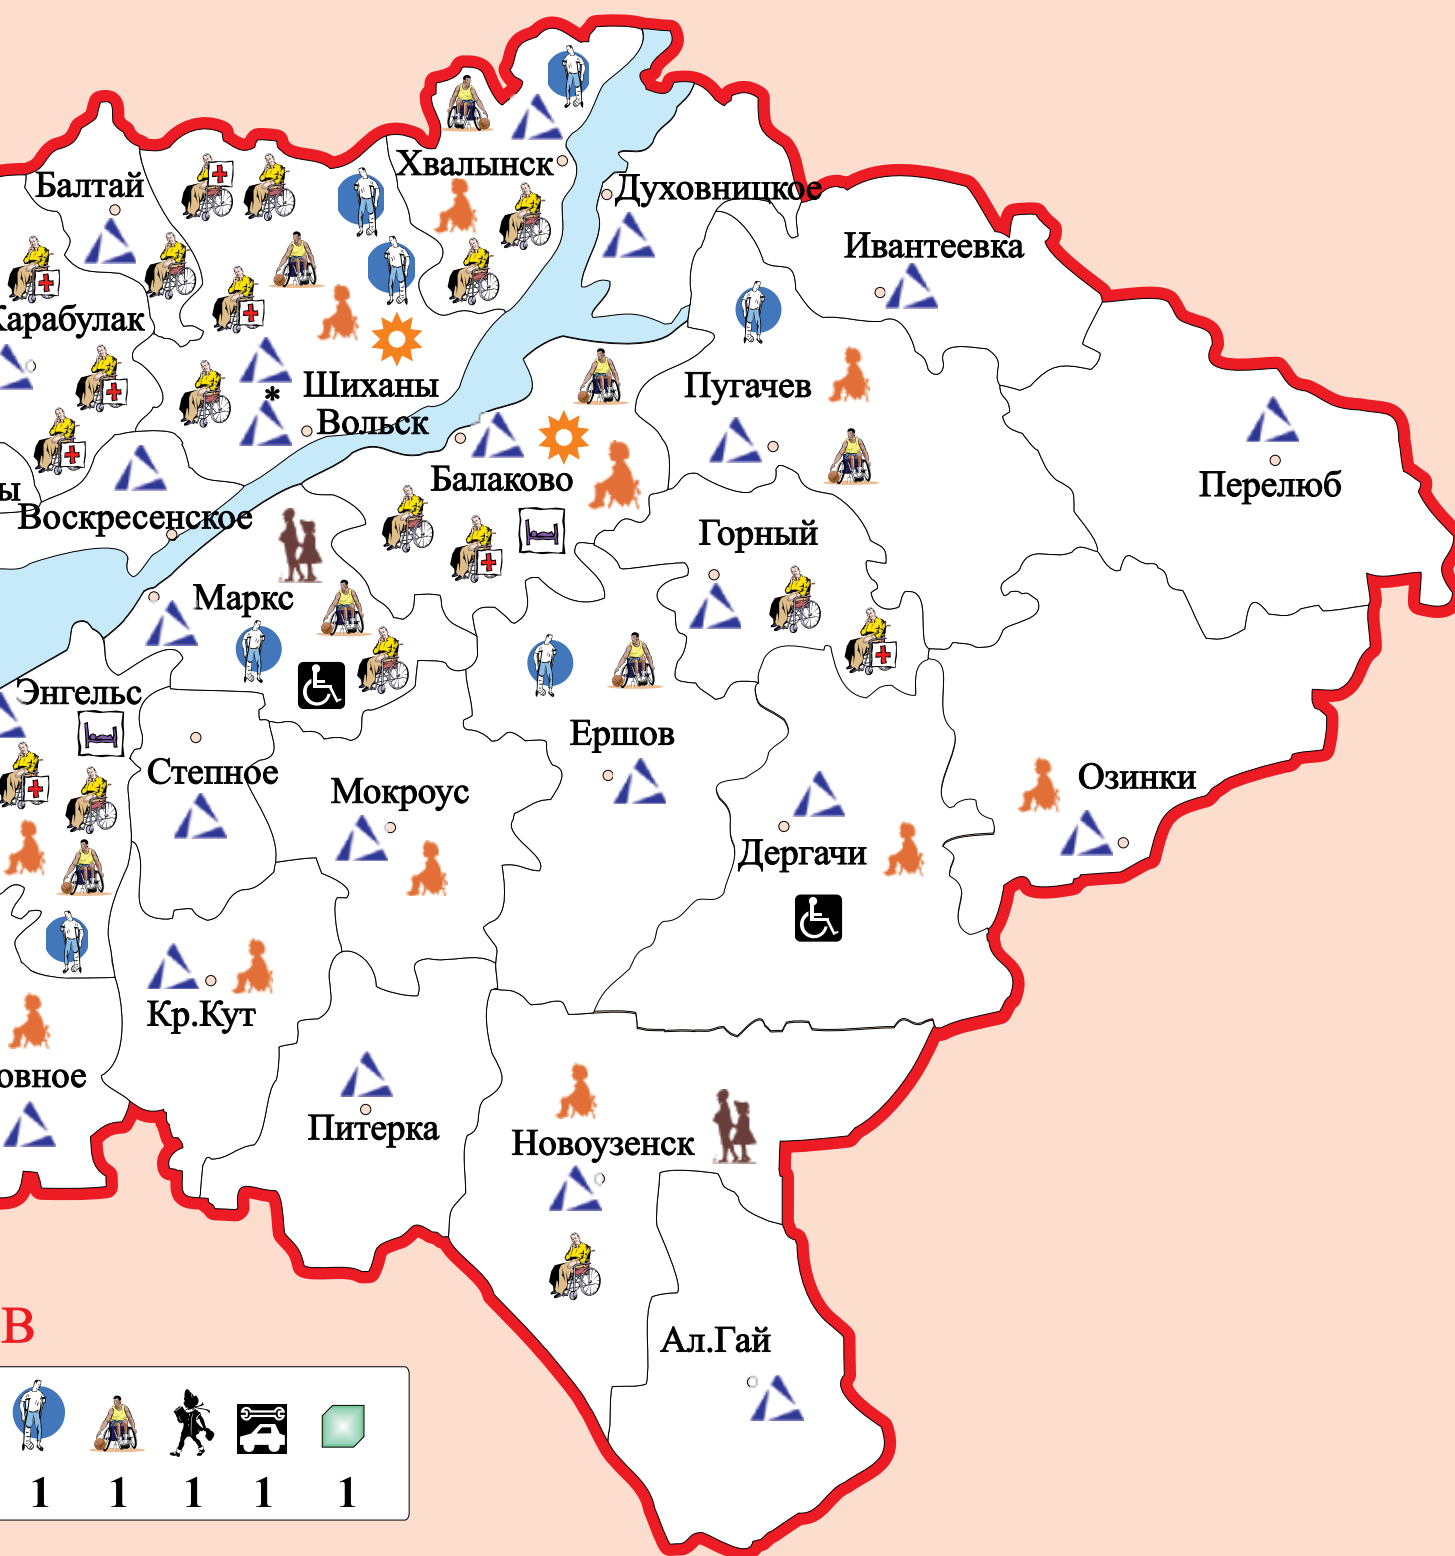 Хвалынск
Балтай
Духовницкое
Ивантеевка
Карабулак
Шиханы
*
Вольск
Пугачев
Балаково
Перелюб
ы
Воскресенское
Горный
Маркс
Энгельс
Ершов
Степное
Мокроус
Озинки
Дергачи
Кр.Кут
овное
Питерка
Новоузенск
В
Ал.Гай
1 1 1 1 1